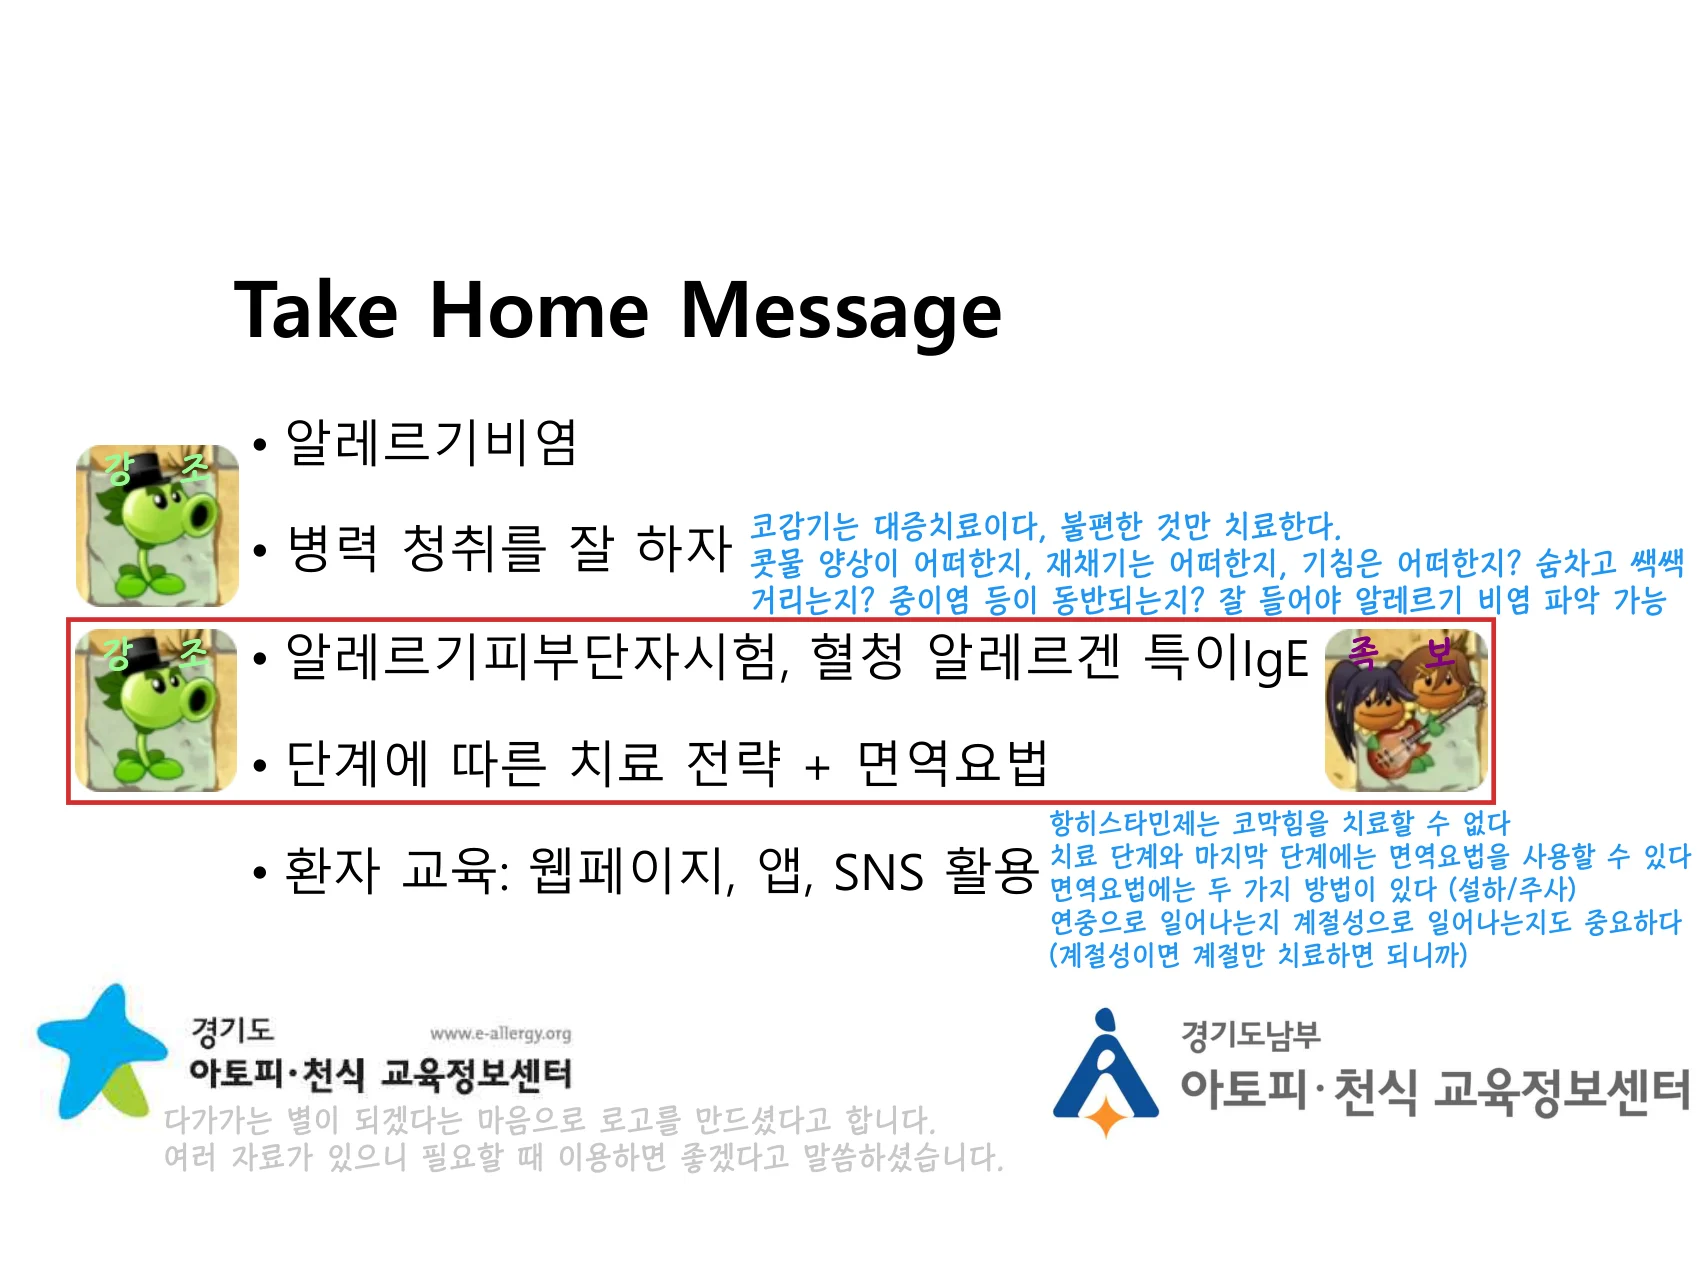 Take Home Message
• 알레르기비염
강 조
• 병력 청취를 잘 하자
코감기는 대증치료이다, 불편한 것만 치료한다.
콧물 양상이 어떠한지, 재채기는 어떠한지, 기침은 어떠한지? 숨차고 쌕쌕
거리는지? 중이염 등이 동반되는지? 잘 들어야 알레르기 비염 파악 가능
강 조
• 알레르기피부단자시험, 혈청 알레르겐 특이IgE
족 보
• 단계에 따른 치료 전략 + 면역요법
• 환자 교육: 웹페이지, 앱, SNS 활용
항히스타민제는 코막힘을 치료할 수 없다
치료 단계와 마지막 단계에는 면역요법을 사용할 수 있다
면역요법에는 두 가지 방법이 있다 (설하/주사)
연중으로 일어나는지 계절성으로 일어나는지도 중요하다
(계절성이면 계절만 치료하면 되니까)
경기도 www.e-allergy.org
아토피·천식 교육정보센터
다가가는 별이 되겠다는 마음으로 로고를 만드셨다고 합니다.
여러 자료가 있으니 필요할 때 이용하면 좋겠다고 말씀하셨습니다.
경기도남부
아토피·천식 교육정보센터